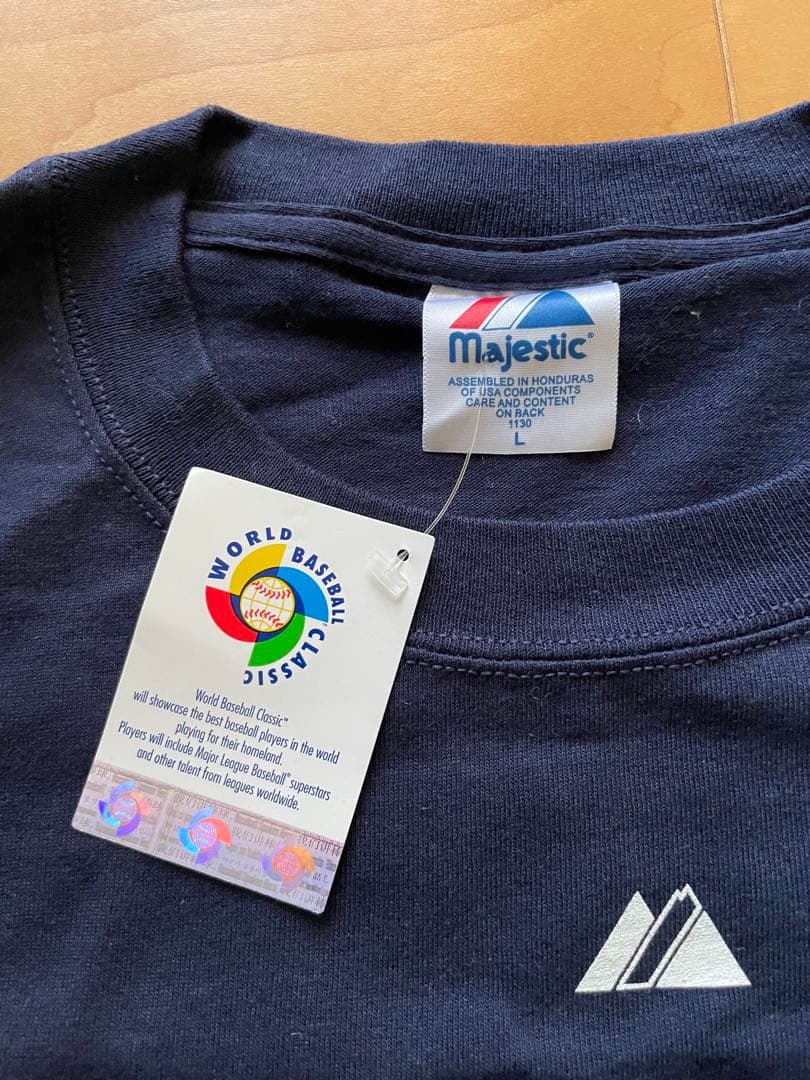 Majestic®
ASSEMBLED IN HONDURAS
OF USA COMPONENTS
CARE AND CONTENT
ON BACK
1130
L
WORLD BASEBALL CLASSIC
World Baseball Classic™
will showcase the best baseball players in the world
playing for their homeland.
Players will include Major League Baseball® superstars
and other talent from leagues worldwide.